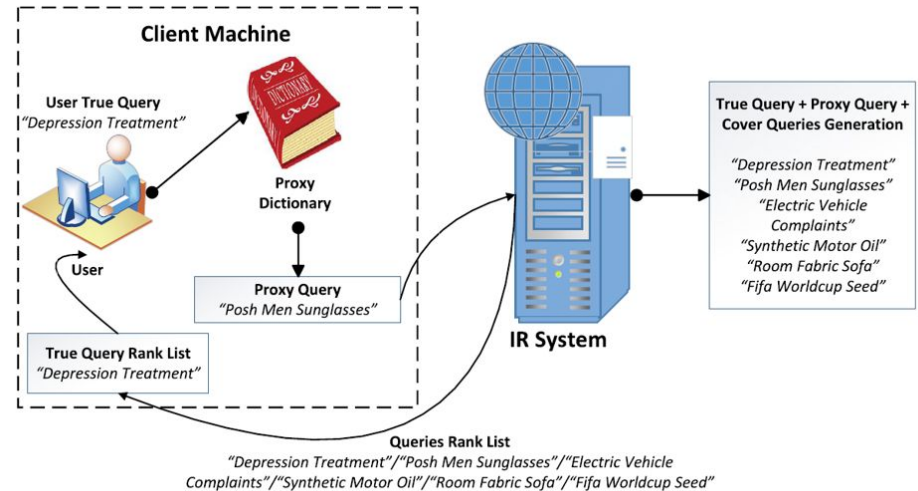 Client Machine
User True Query
“Depression Treatment”
DICTIONARY
Proxy
Dictionary
User
Proxy Query
“Posh Men Sunglasses”
True Query Rank List
“Depression Treatment”
IR System
True Query + Proxy Query +
Cover Queries Generation
“Depression Treatment”
“Posh Men Sunglasses”
“Electric Vehicle
Complaints”
“Synthetic Motor Oil”
“Room Fabric Sofa”
“Fifa Worldcup Seed”
Queries Rank List
“Depression Treatment”/“Posh Men Sunglasses”/“Electric Vehicle
Complaints”/“Synthetic Motor Oil”/“Room Fabric Sofa”/“Fifa Worldcup Seed”